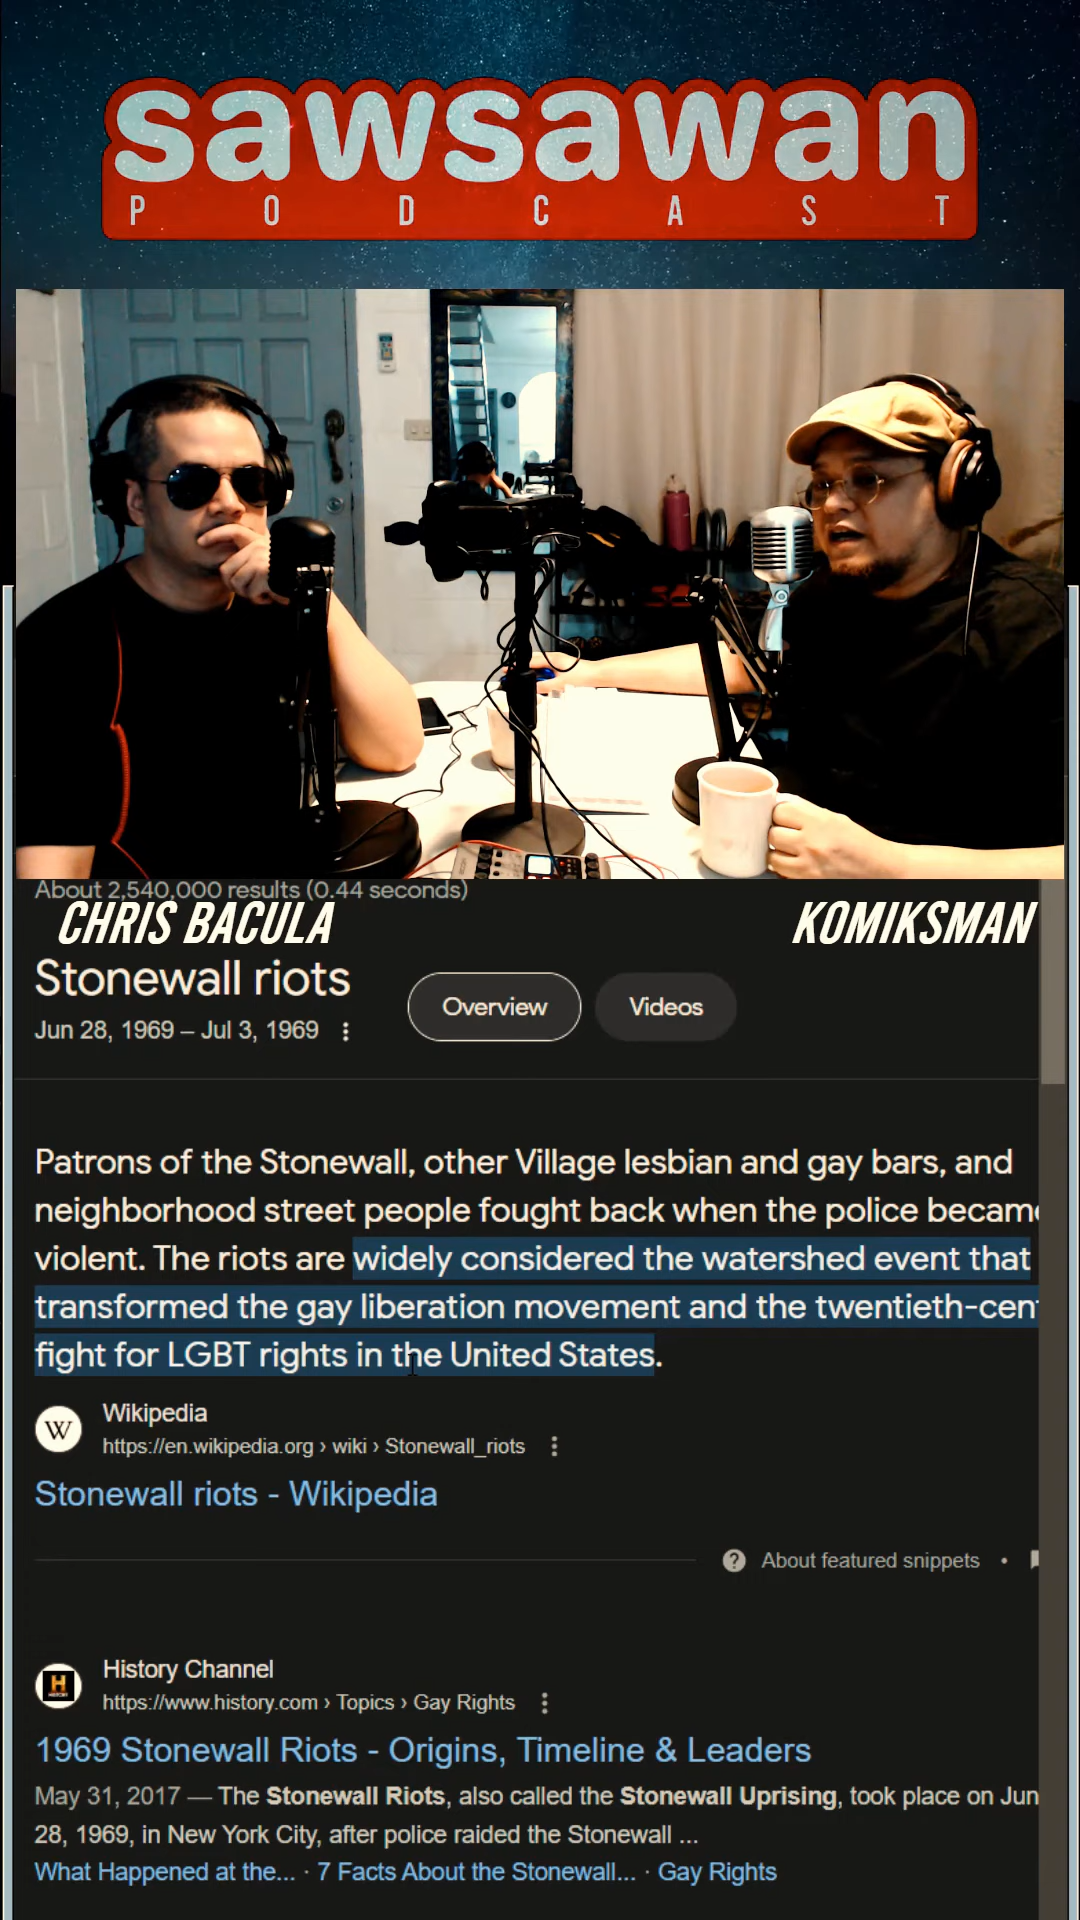 sawsawan
PODCAST
About 2,540,000 results (0.44 seconds)
CHRIS BACULA
KOMIKSMAN
Stonewall riots
Jun 28, 1969 – Jul 3, 1969
Overview
Videos
Patrons of the Stonewall, other Village lesbian and gay bars, and
neighborhood street people fought back when the police became
violent. The riots are widely considered the watershed event that
transformed the gay liberation movement and the twentieth-cent
fight for LGBT rights in the United States.
W
Wikipedia
https://en.wikipedia.org › wiki › Stonewall_riots
Stonewall riots - Wikipedia
? About featured snippets •
H
History Channel
https://www.history.com › Topics › Gay Rights
1969 Stonewall Riots - Origins, Timeline & Leaders
May 31, 2017 — The Stonewall Riots, also called the Stonewall Uprising, took place on Jun
28, 1969, in New York City, after police raided the Stonewall ...
What Happened at the... · 7 Facts About the Stonewall... · Gay Rights